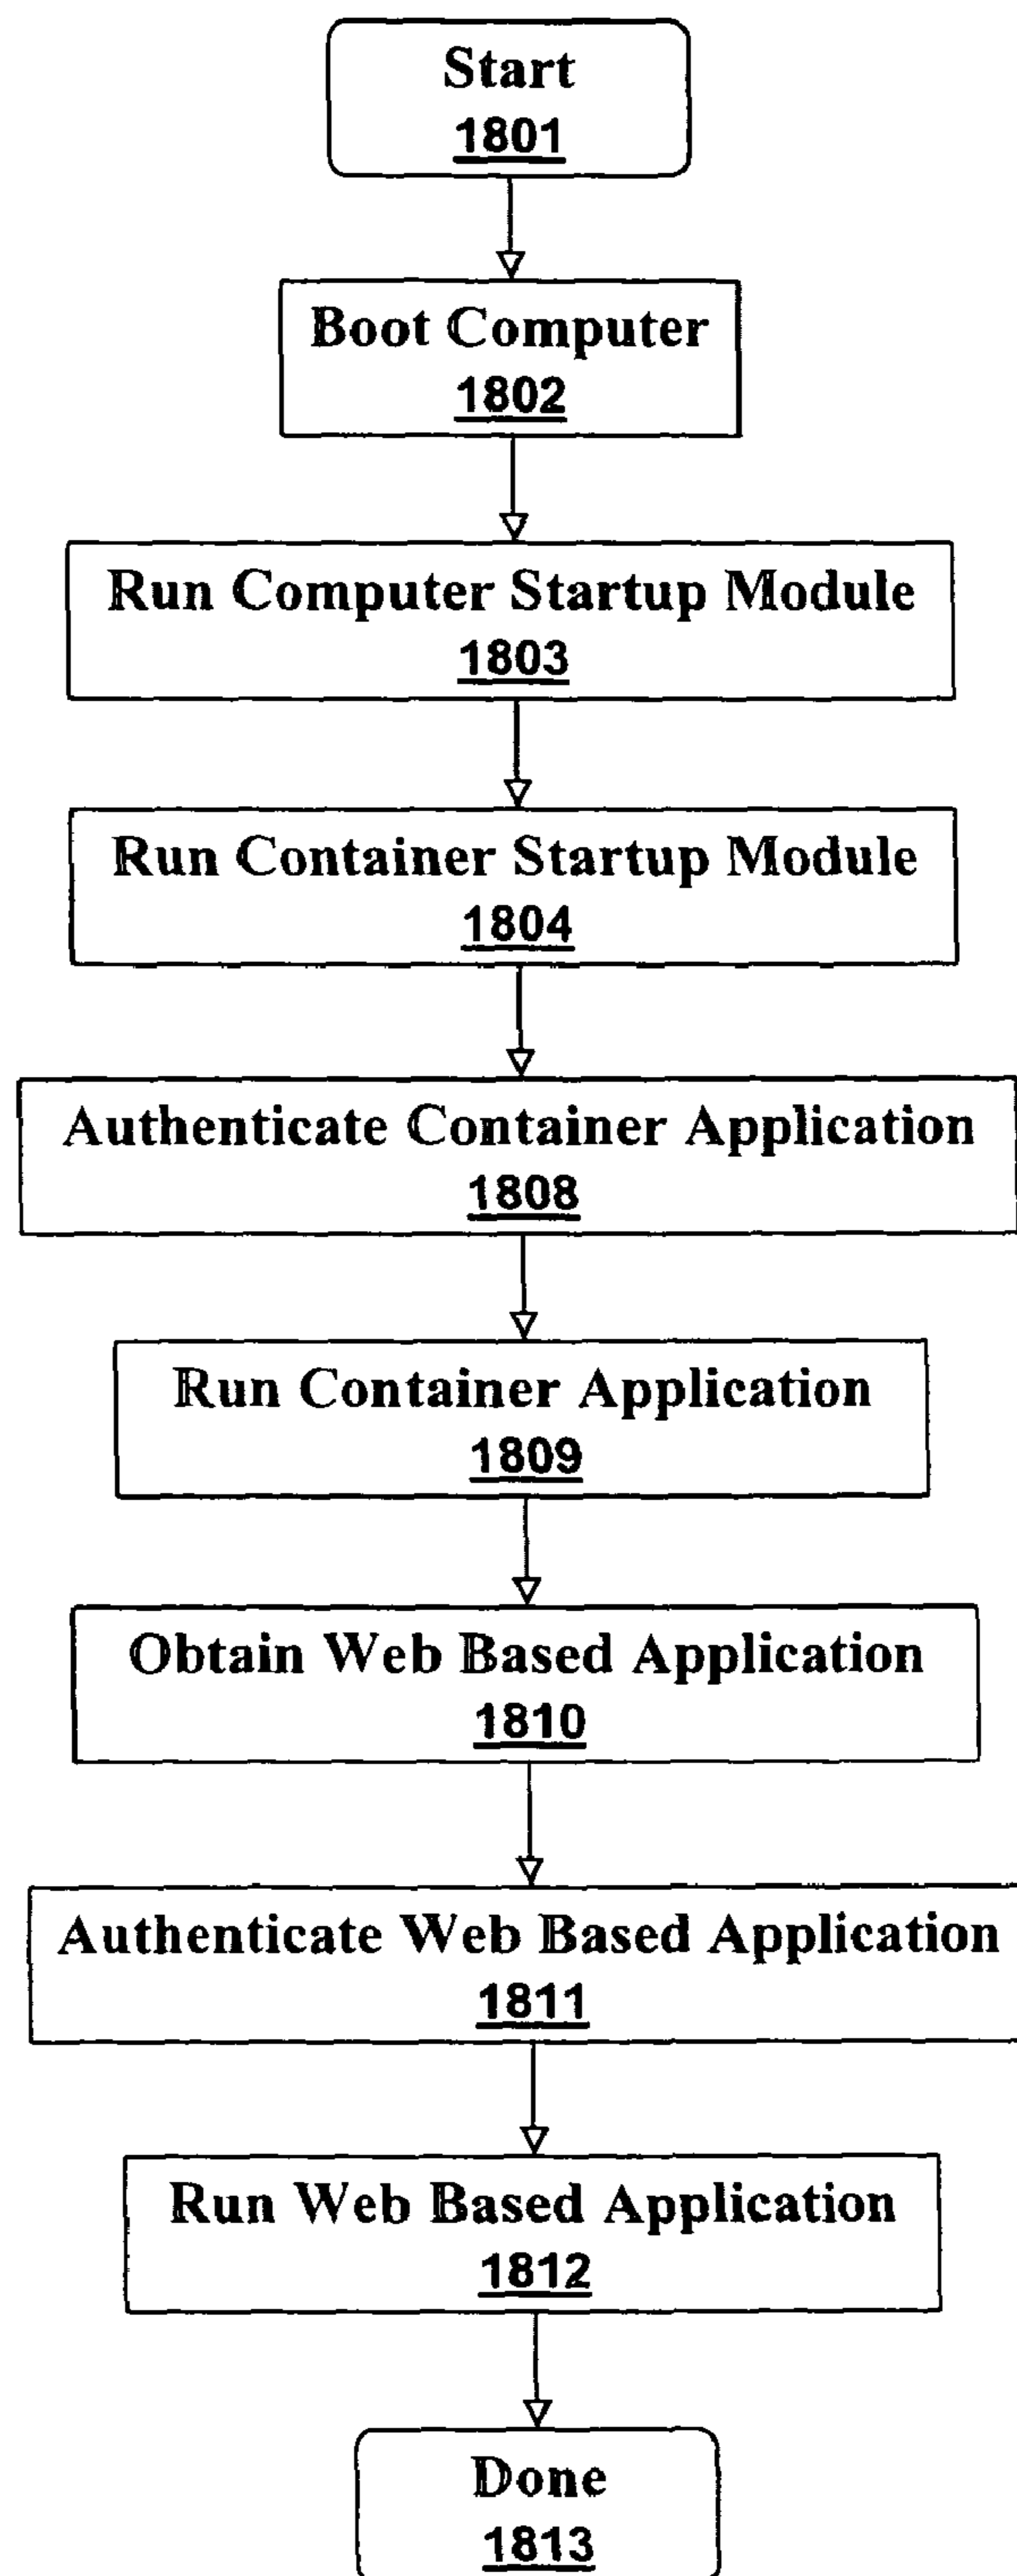 Start
1801
Boot Computer
1802
Run Computer Startup Module
1803
Run Container Startup Module
1804
Authenticate Container Application
1808
Run Container Application
1809
Obtain Web Based Application
1810
Authenticate Web Based Application
1811
Run Web Based Application
1812
Done
1813